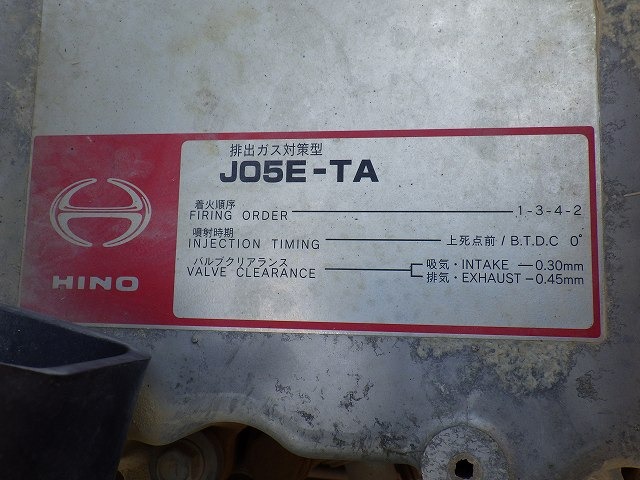 排出ガス対策型
J05E-TA
着火順序
FIRING ORDER 1-3-4-2
噴射時期
INJECTION TIMING 上死点前 / B.T.D.C 0°
バルブクリアランス
VALVE CLEARANCE
吸気・INTAKE 0.30mm
排気・EXHAUST 0.45mm
HINO